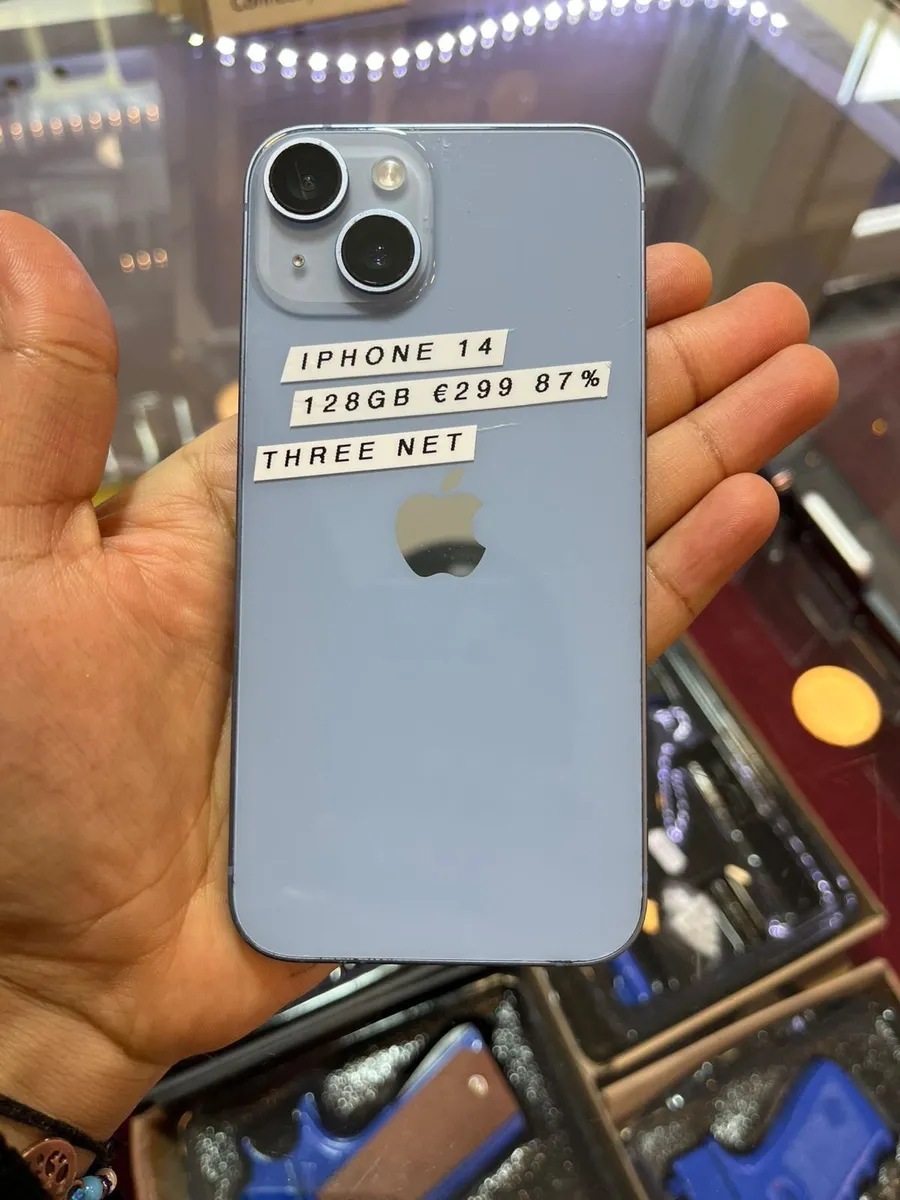 IPHONE 14
128GB €299 87%
THREE NET